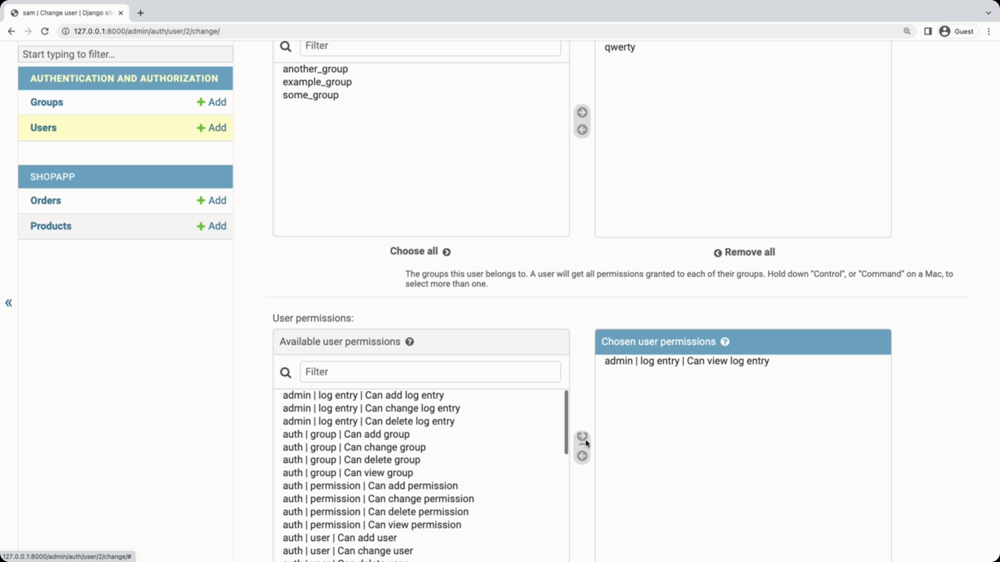 sam | Change user | Django sit
127.0.0.1:8000/admin/auth/user/2/change/
Guest
Start typing to filter...
AUTHENTICATION AND AUTHORIZATION
Groups + Add
Users + Add
SHOPAPP
Orders + Add
Products + Add
«
Filter
another_group
example_group
some_group
qwerty
Choose all
Remove all
The groups this user belongs to. A user will get all permissions granted to each of their groups. Hold down “Control”, or “Command” on a Mac, to
select more than one.
User permissions:
Available user permissions ?
Filter
admin | log entry | Can add log entry
admin | log entry | Can change log entry
admin | log entry | Can delete log entry
auth | group | Can add group
auth | group | Can change group
auth | group | Can delete group
auth | group | Can view group
auth | permission | Can add permission
auth | permission | Can change permission
auth | permission | Can delete permission
auth | permission | Can view permission
auth | user | Can add user
auth | user | Can change user
Chosen user permissions ?
admin | log entry | Can view log entry
127.0.0.1:8000/admin/auth/user/2/change/#